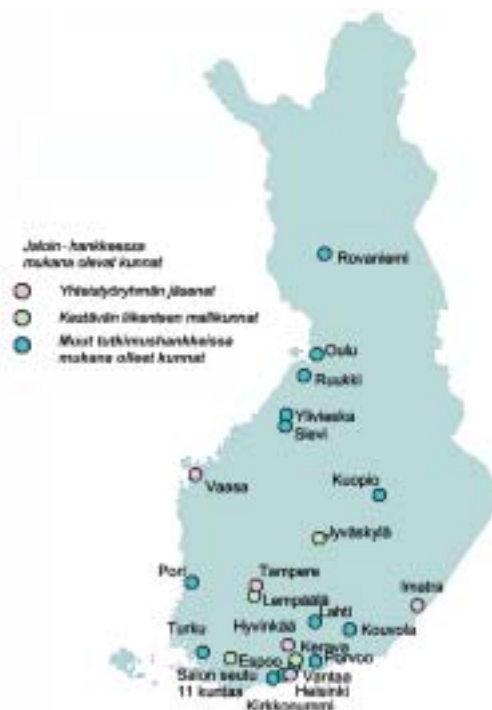 Jaloin-hankkeessa
mukana olevat kunnat
Yhteistyöryhmän jäsenet
Kestävän liikenteen mallikunnat
Muut tutkimushankkeissa
mukana olleet kunnat
Rovaniemi
Oulu
Ruukki
Ylivieska
Sievi
Vaasa
Kuopio
Jyväskylä
Pori
Tampere
Lempäälä
Imatra
Lahti
Hyvinkää
Kouvola
Turku
Kerava
Espoo
Porvoo
Salon seutu
11 kuntaa
Vantaa
Helsinki
Kirkkonummi